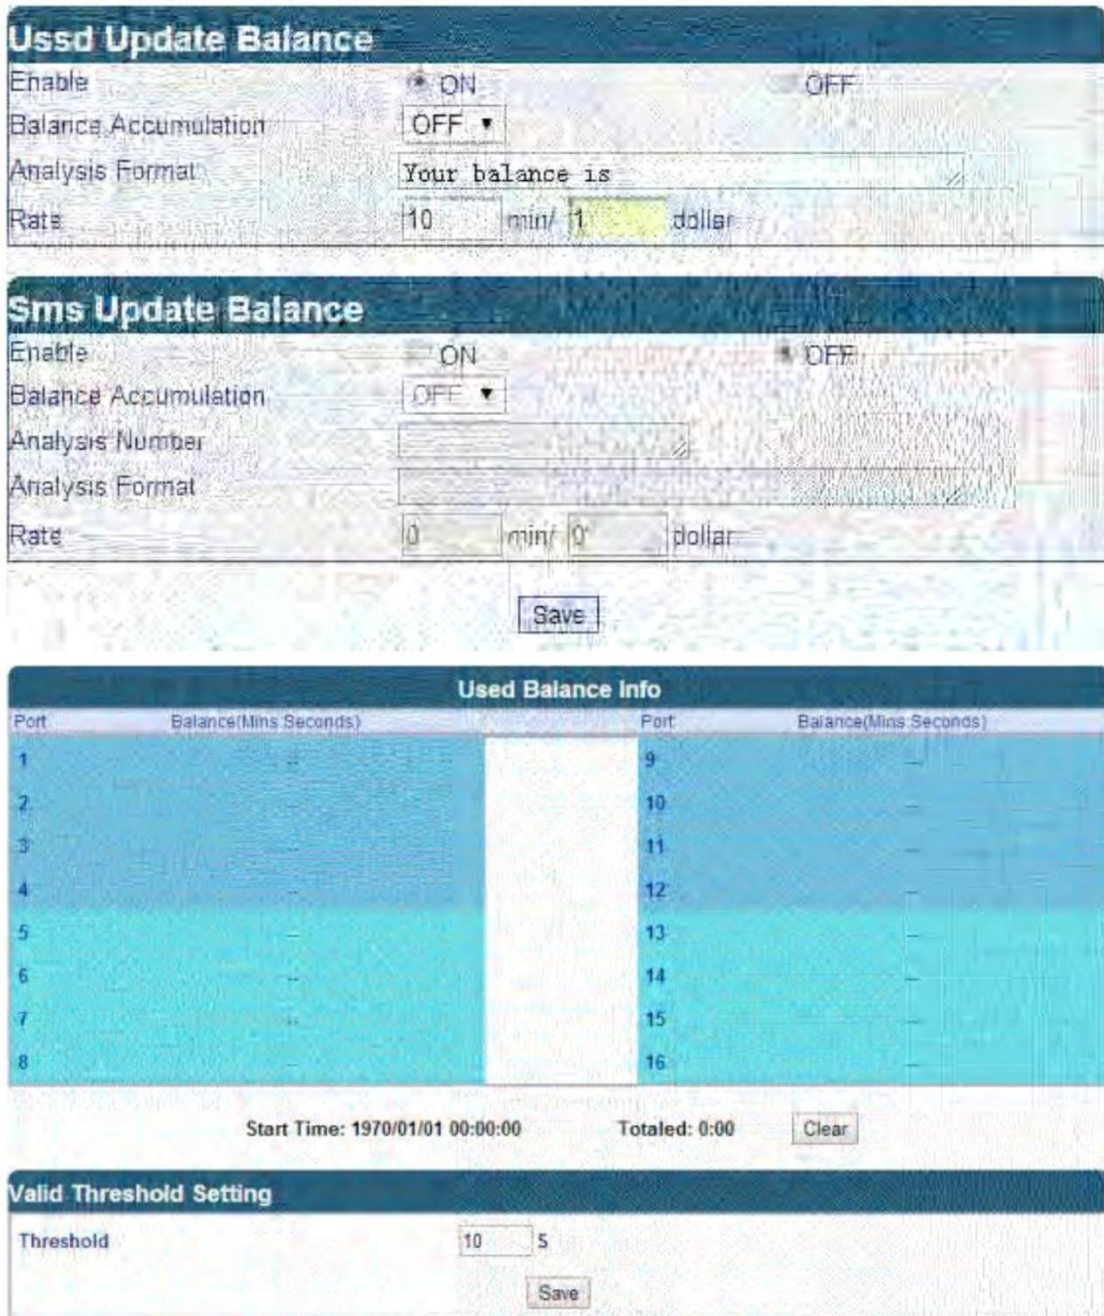 Ussd Update Balance
Enable ON OFF
Balance Accumulation OFF
Analysis Format Your balance is
Rate 10 min/ 1 dollar
Sms Update Balance
Enable ON OFF
Balance Accumulation OFF
Analysis Number
Analysis Format
Rate 0 min/ 0 dollar
Save
Used Balance Info
Port Balance(Mins Seconds) Port Balance(Mins Seconds)
1 -- 9 --
2 -- 10 --
3 -- 11 --
4 -- 12 --
5 -- 13 --
6 -- 14 --
7 -- 15 --
8 -- 16 --
Start Time: 1970/01/01 00:00:00 Totaled: 0:00 Clear
Valid Threshold Setting
Threshold 10 S
Save